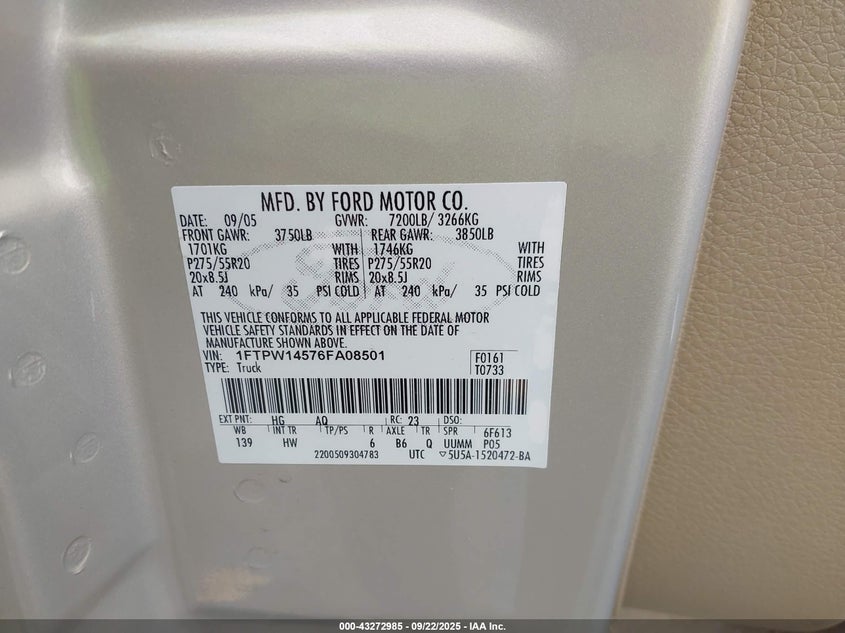 MFD. BY FORD MOTOR CO.
DATE: 09/05 GVWR: 7200LB/ 3266KG
FRONT GAWR: 3750LB REAR GAWR: 3850LB
1701KG WITH 1746KG WITH
P275/55R20 TIRES P275/55R20 TIRES
20x8.5J RIMS 20x8.5J RIMS
AT 240 kPa/ 35 PSI COLD AT 240 kPa/ 35 PSI COLD
THIS VEHICLE CONFORMS TO ALL APPLICABLE FEDERAL MOTOR
VEHICLE SAFETY STANDARDS IN EFFECT ON THE DATE OF
MANUFACTURE SHOWN ABOVE.
VIN: 1FTPW14576FA08501 F0161
TYPE: Truck T0733
EXT PNT: HG AQ RC: 23 DSO:
WB INT TR TP/PS R AXLE TR SPR 6F613
139 HW 6 B6 Q UUMM P05
2200509304783 UTC ▽5U5A-1520472-BA
000-43272985 - 09/22/2025 - IAA Inc.